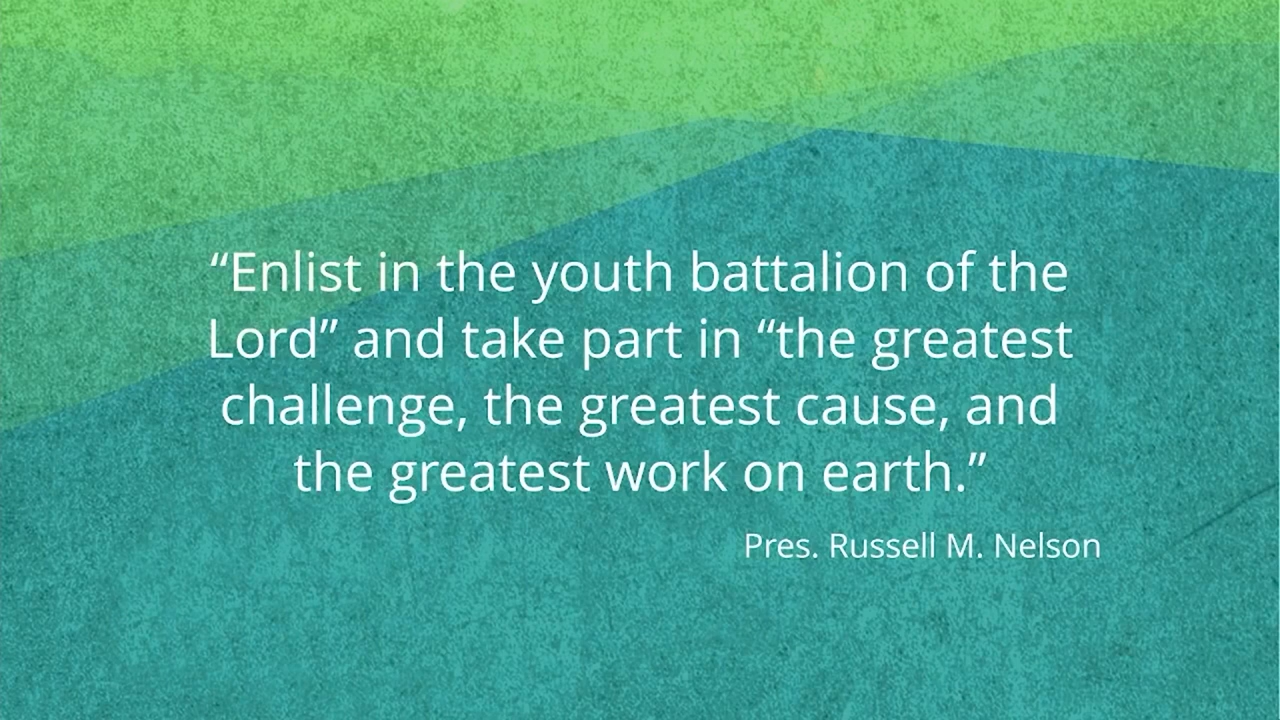 “Enlist in the youth battalion of the
Lord” and take part in “the greatest
challenge, the greatest cause, and
the greatest work on earth.”
Pres. Russell M. Nelson